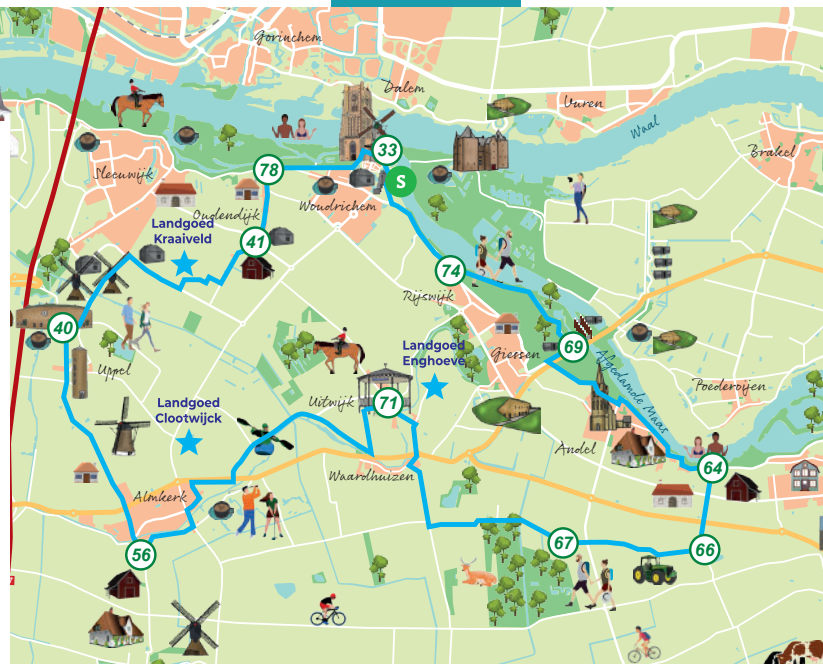 Gorinchem
Dalem
Vuren
Waal
Brakel
33
S
78
Sleeuwijk
Woudrichem
Oudendijk
Landgoed
Kraaiveld
41
74
Rijswijk
40
69
Giessen
Landgoed
Enghoeve
Afgedamde Maas
Uppel
Poederoijen
Landgoed
Clootwijck
Uitwijk
71
Andel
64
Waardhuizen
Almkerk
56
67
66